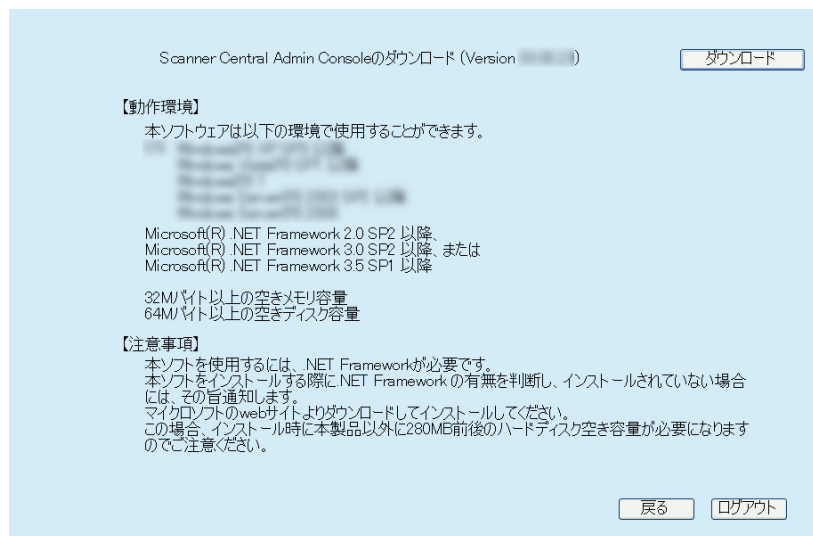 Scanner Central Admin Consoleのダウンロード (Version )
ダウンロード
【動作環境】
本ソフトウェアは以下の環境で使用することができます。
Microsoft(R) .NET Framework 2.0 SP2 以降、
Microsoft(R) .NET Framework 3.0 SP2 以降、または
Microsoft(R) .NET Framework 3.5 SP1 以降
32Mバイト以上の空きメモリ容量
64Mバイト以上の空きディスク容量
【注意事項】
本ソフトを使用するには、.NET Frameworkが必要です。
本ソフトをインストールする際に.NET Framework の有無を判断し、インストールされていない場合
には、その旨通知します。
マイクロソフトのwebサイトよりダウンロードしてインストールしてください。
この場合、インストール時に本製品以外に280MB前後のハードディスク空き容量が必要になります
のでご注意ください。
戻る
ログアウト